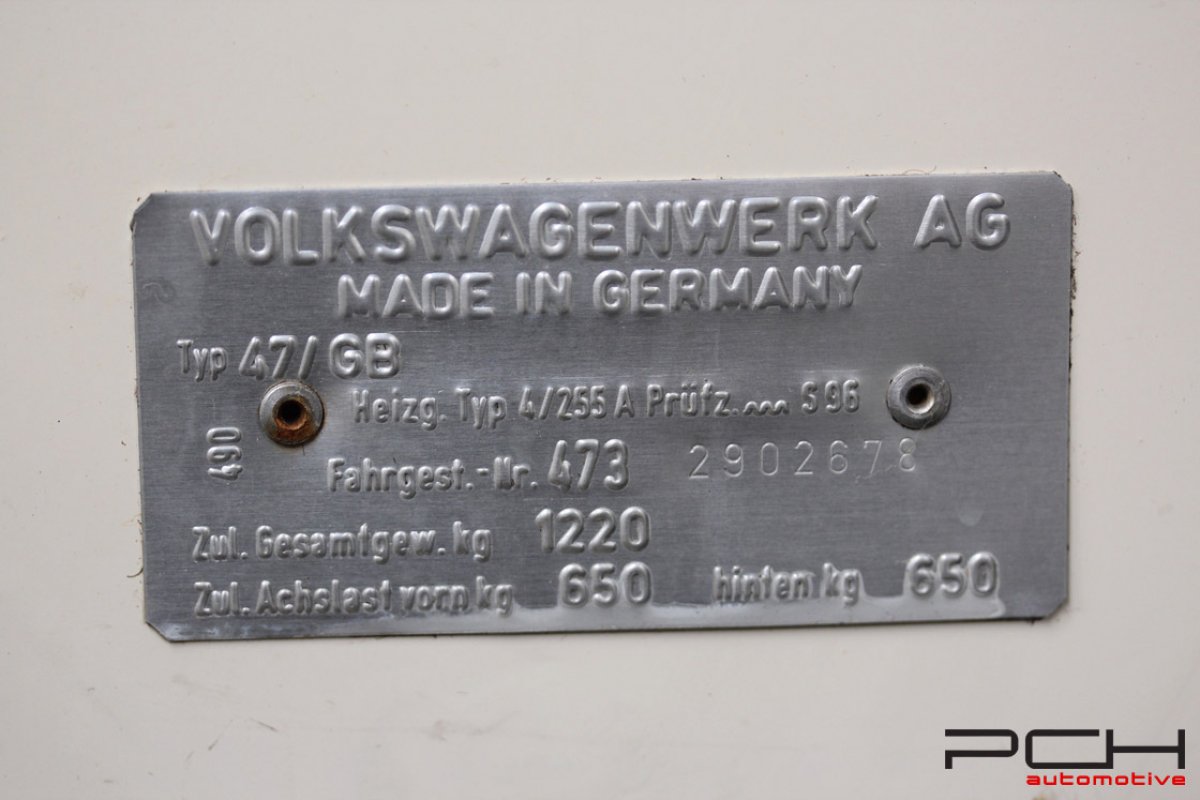 VOLKSWAGENWERK AG
MADE IN GERMANY
Typ 47/GB
Heizg. Typ 4/255 A Prüfz. S 96
490
Fahrgest.-Nr. 473 2902678
Zul. Gesamtgew. kg 1220
Zul. Achslast vorn kg 650 hinten kg 650
PCH
automotive